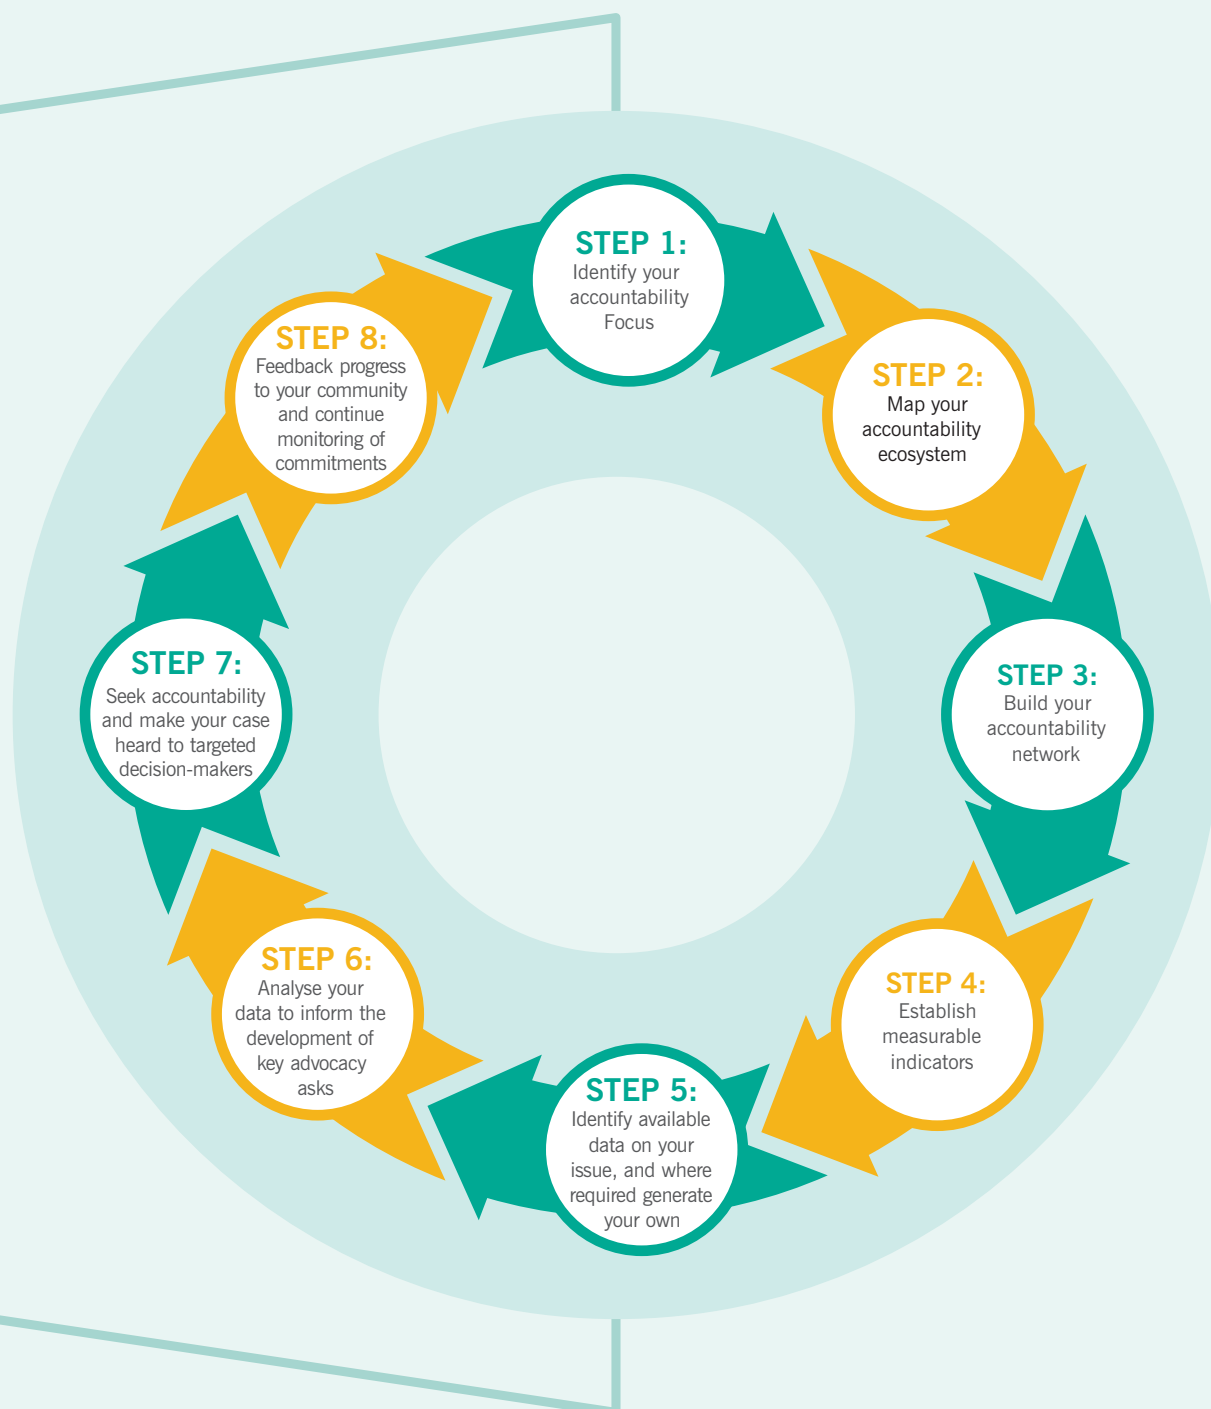 STEP 1:
Identify your
accountability
Focus
STEP 2:
Map your
accountability
ecosystem
STEP 3:
Build your
accountability
network
STEP 4:
Establish
measurable
indicators
STEP 5:
Identify available
data on your
issue, and where
required generate
your own
STEP 6:
Analyse your
data to inform the
development of
key advocacy
asks
STEP 7:
Seek accountability
and make your case
heard to targeted
decision-makers
STEP 8:
Feedback progress
to your community
and continue
monitoring of
commitments